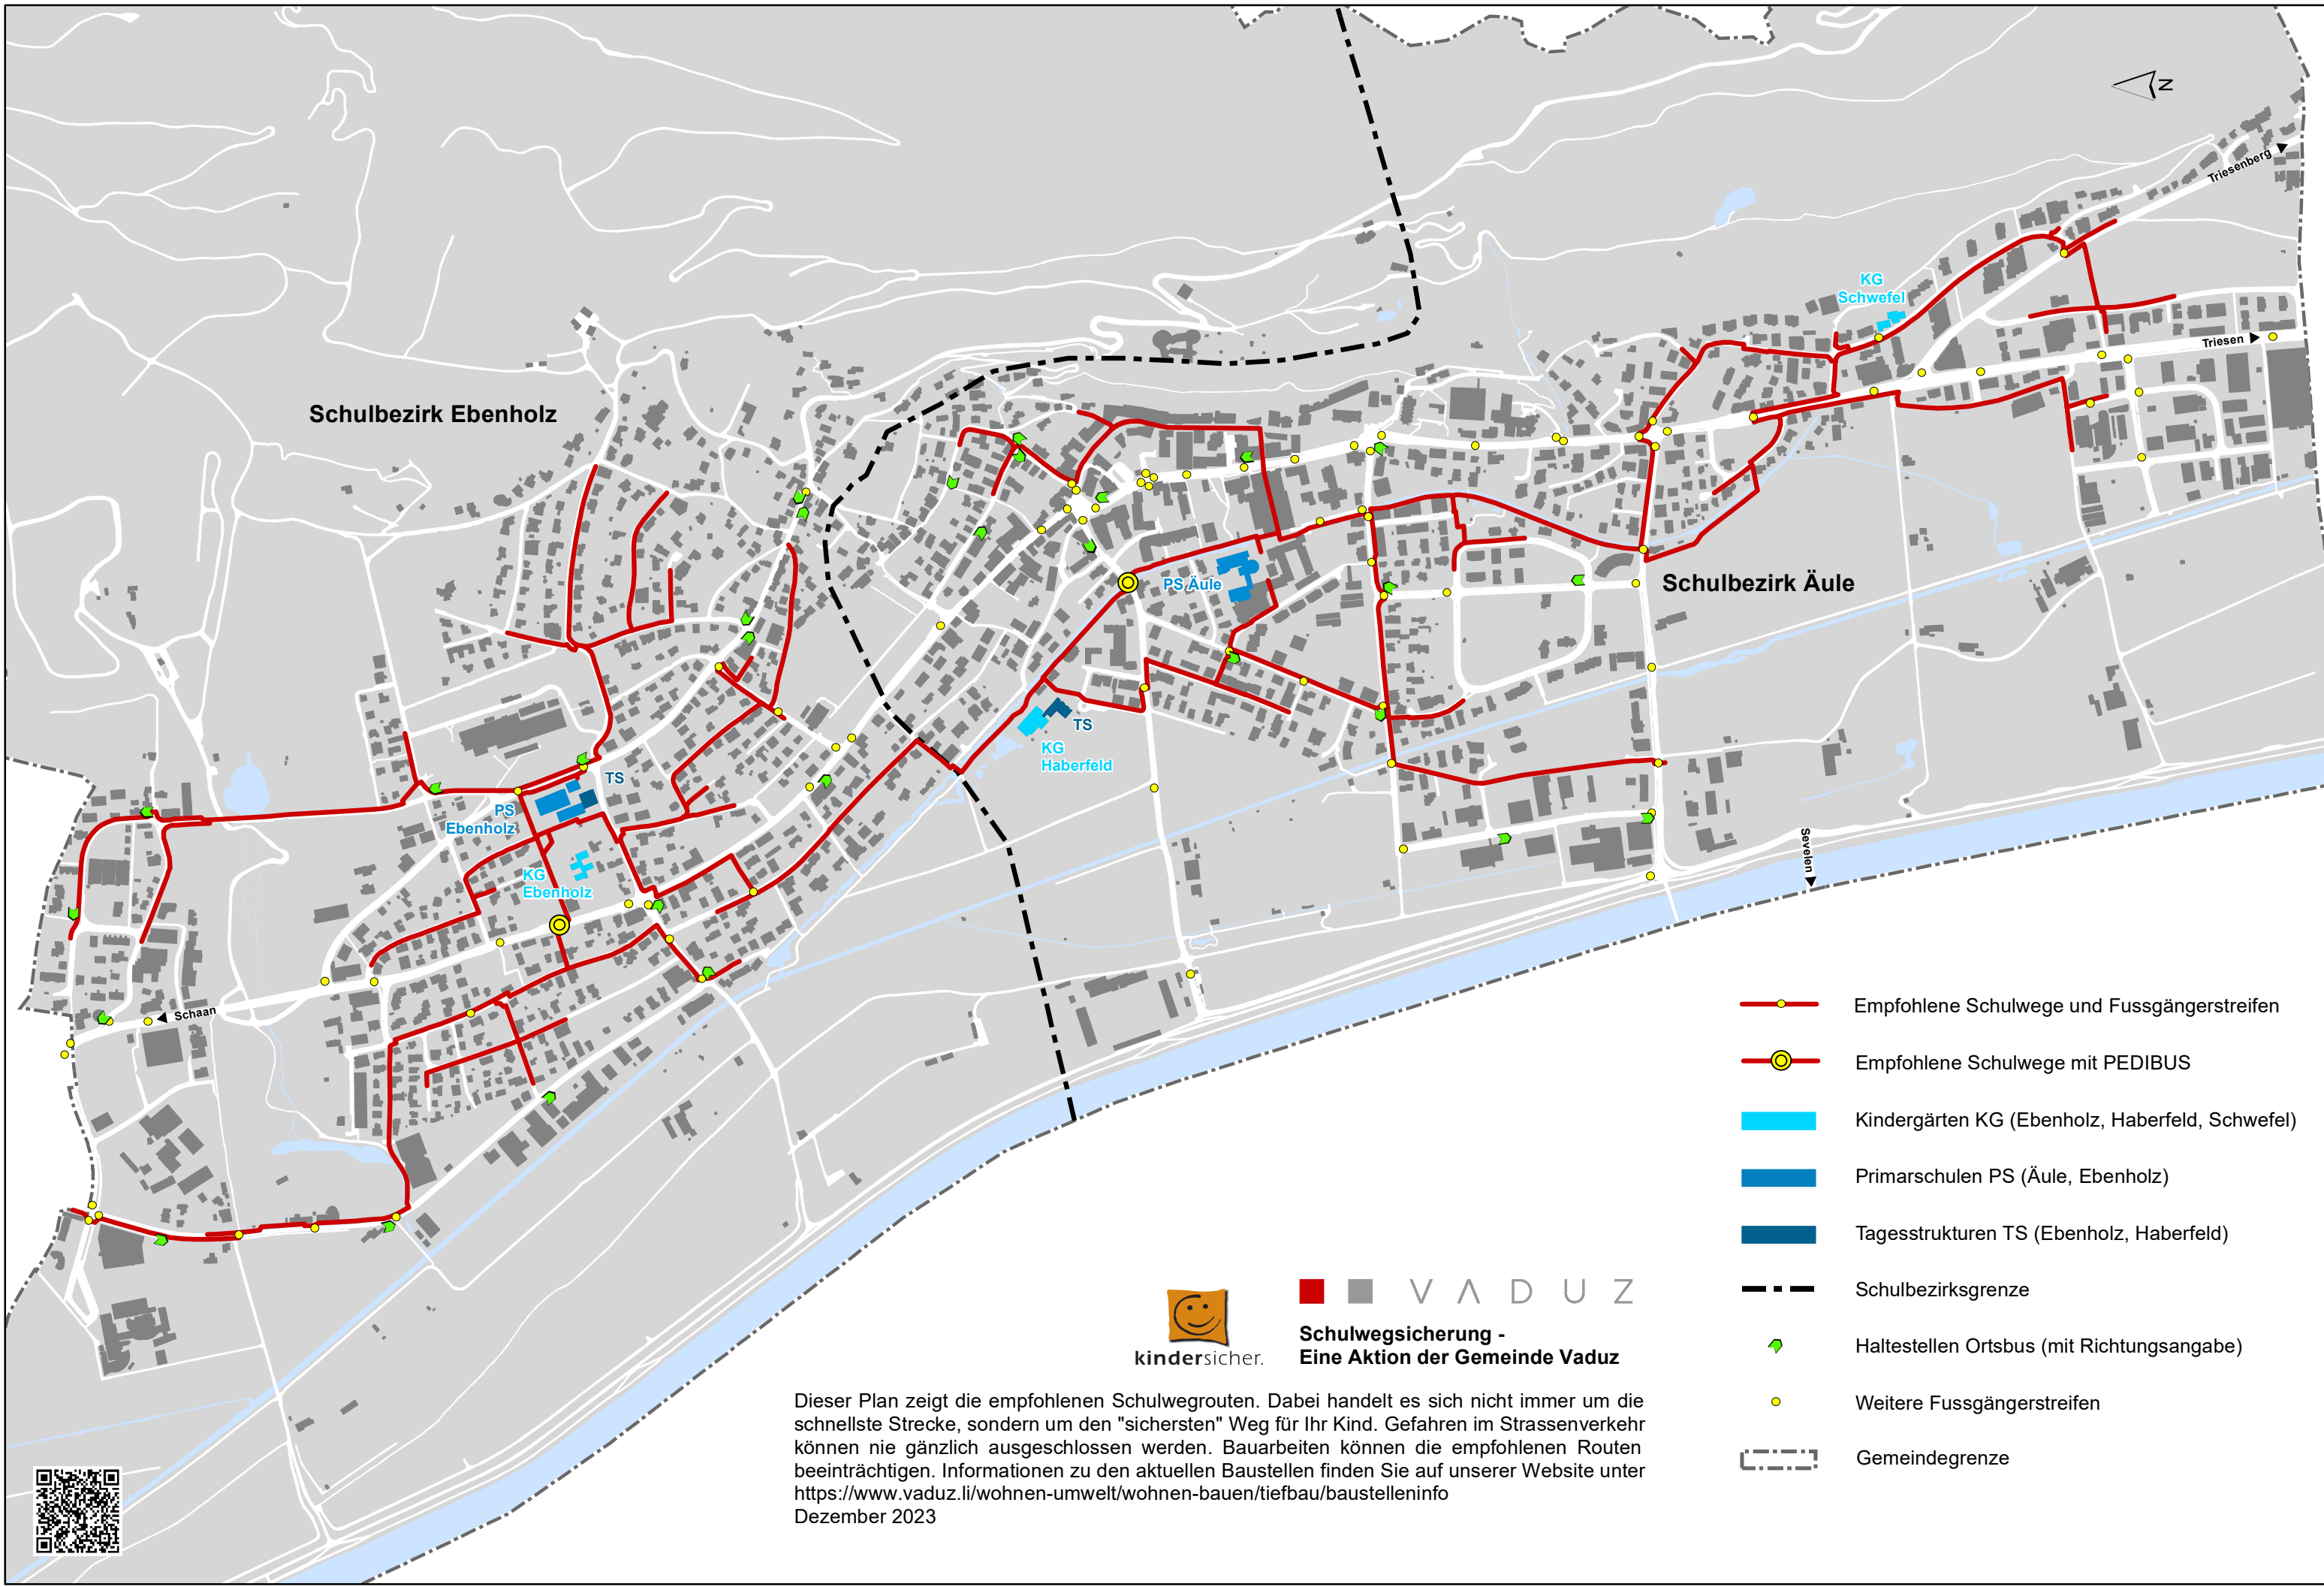 N
Triesenberg
KG
Schwefel
Triesen
Schulbezirk Ebenholz
PS Äule
Schulbezirk Äule
TS
KG
Haberfeld
TS
PS
Ebenholz
KG
Ebenholz
Sevelen
Schaan
Empfohlene Schulwege und Fussgängerstreifen
Empfohlene Schulwege mit PEDIBUS
Kindergärten KG (Ebenholz, Haberfeld, Schwefel)
Primarschulen PS (Äule, Ebenholz)
Tagesstrukturen TS (Ebenholz, Haberfeld)
Schulbezirksgrenze
Haltestellen Ortsbus (mit Richtungsangabe)
Weitere Fussgängerstreifen
Gemeindegrenze
kindersicher.
VADUZ
Schulwegsicherung -
Eine Aktion der Gemeinde Vaduz
Dieser Plan zeigt die empfohlenen Schulwegrouten. Dabei handelt es sich nicht immer um die
schnellste Strecke, sondern um den "sichersten" Weg für Ihr Kind. Gefahren im Strassenverkehr
können nie gänzlich ausgeschlossen werden. Bauarbeiten können die empfohlenen Routen
beeinträchtigen. Informationen zu den aktuellen Baustellen finden Sie auf unserer Website unter
https://www.vaduz.li/wohnen-umwelt/wohnen-bauen/tiefbau/baustelleninfo
Dezember 2023